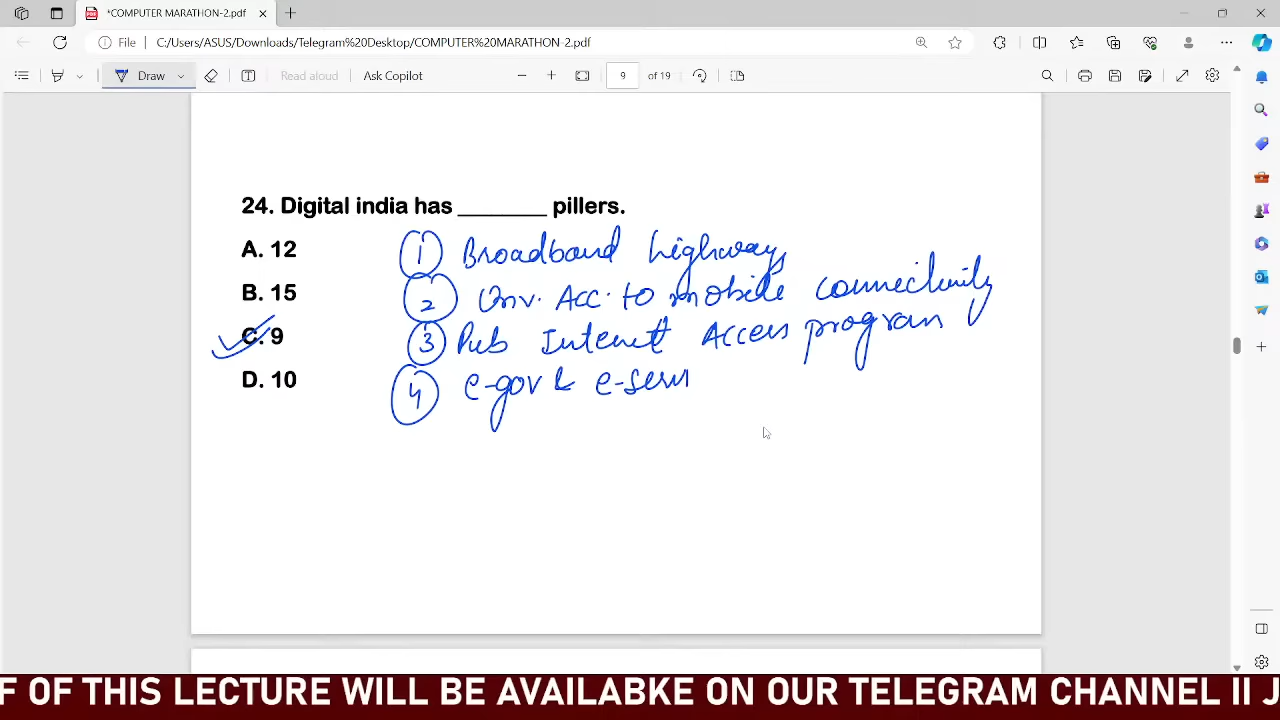 *COMPUTER MARATHON-2.pdf
File C:/Users/ASUS/Downloads/Telegram%20Desktop/COMPUTER%20MARATHON-2.pdf
Draw Read aloud Ask Copilot 9 of 19
24. Digital india has _______ pillers.
A. 12
B. 15
C. 9
D. 10
1 Broadband highways
2 Unv. Acc. to mobile connectivity
3 Pub Internet Access program
4 e-gov & e-serv
F OF THIS LECTURE WILL BE AVAILABKE ON OUR TELEGRAM CHANNEL II J